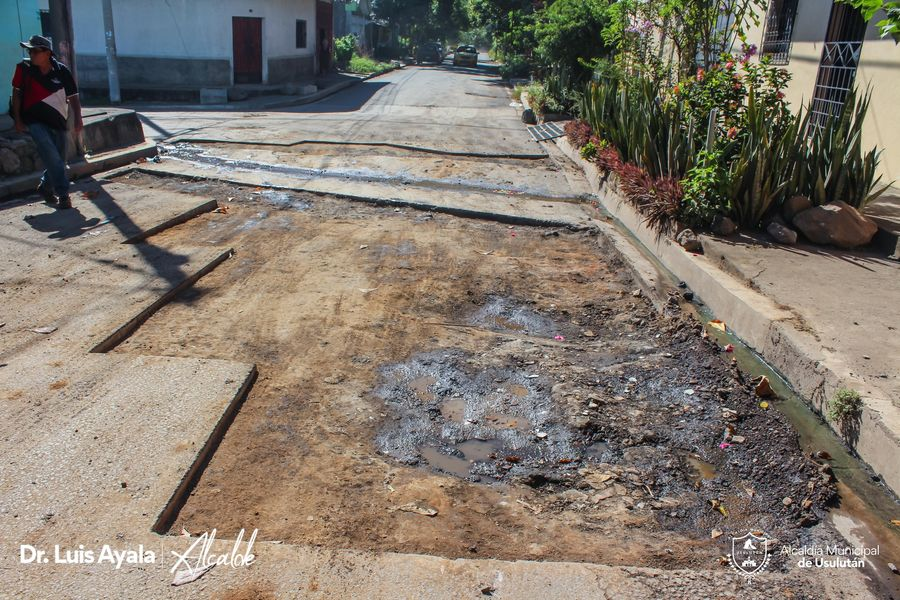 Dr. Luis Ayala Alcalde
Alcaldía Municipal
de Usulután